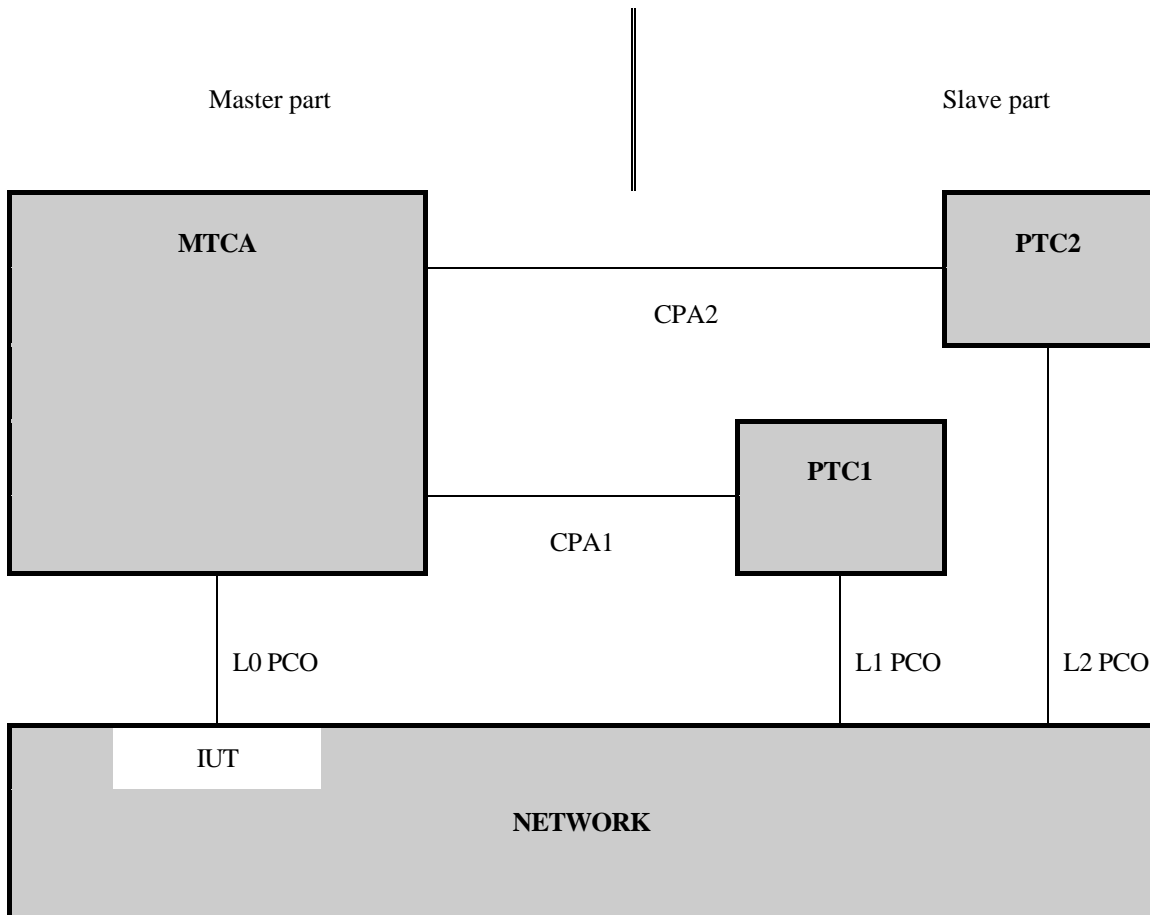 Master part
Slave part
MTCA
PTC2
CPA2
PTC1
CPA1
L0 PCO
L1 PCO
L2 PCO
IUT
NETWORK